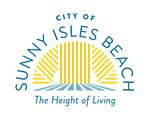 CITY OF
SUNNY ISLES BEACH
The Height of Living